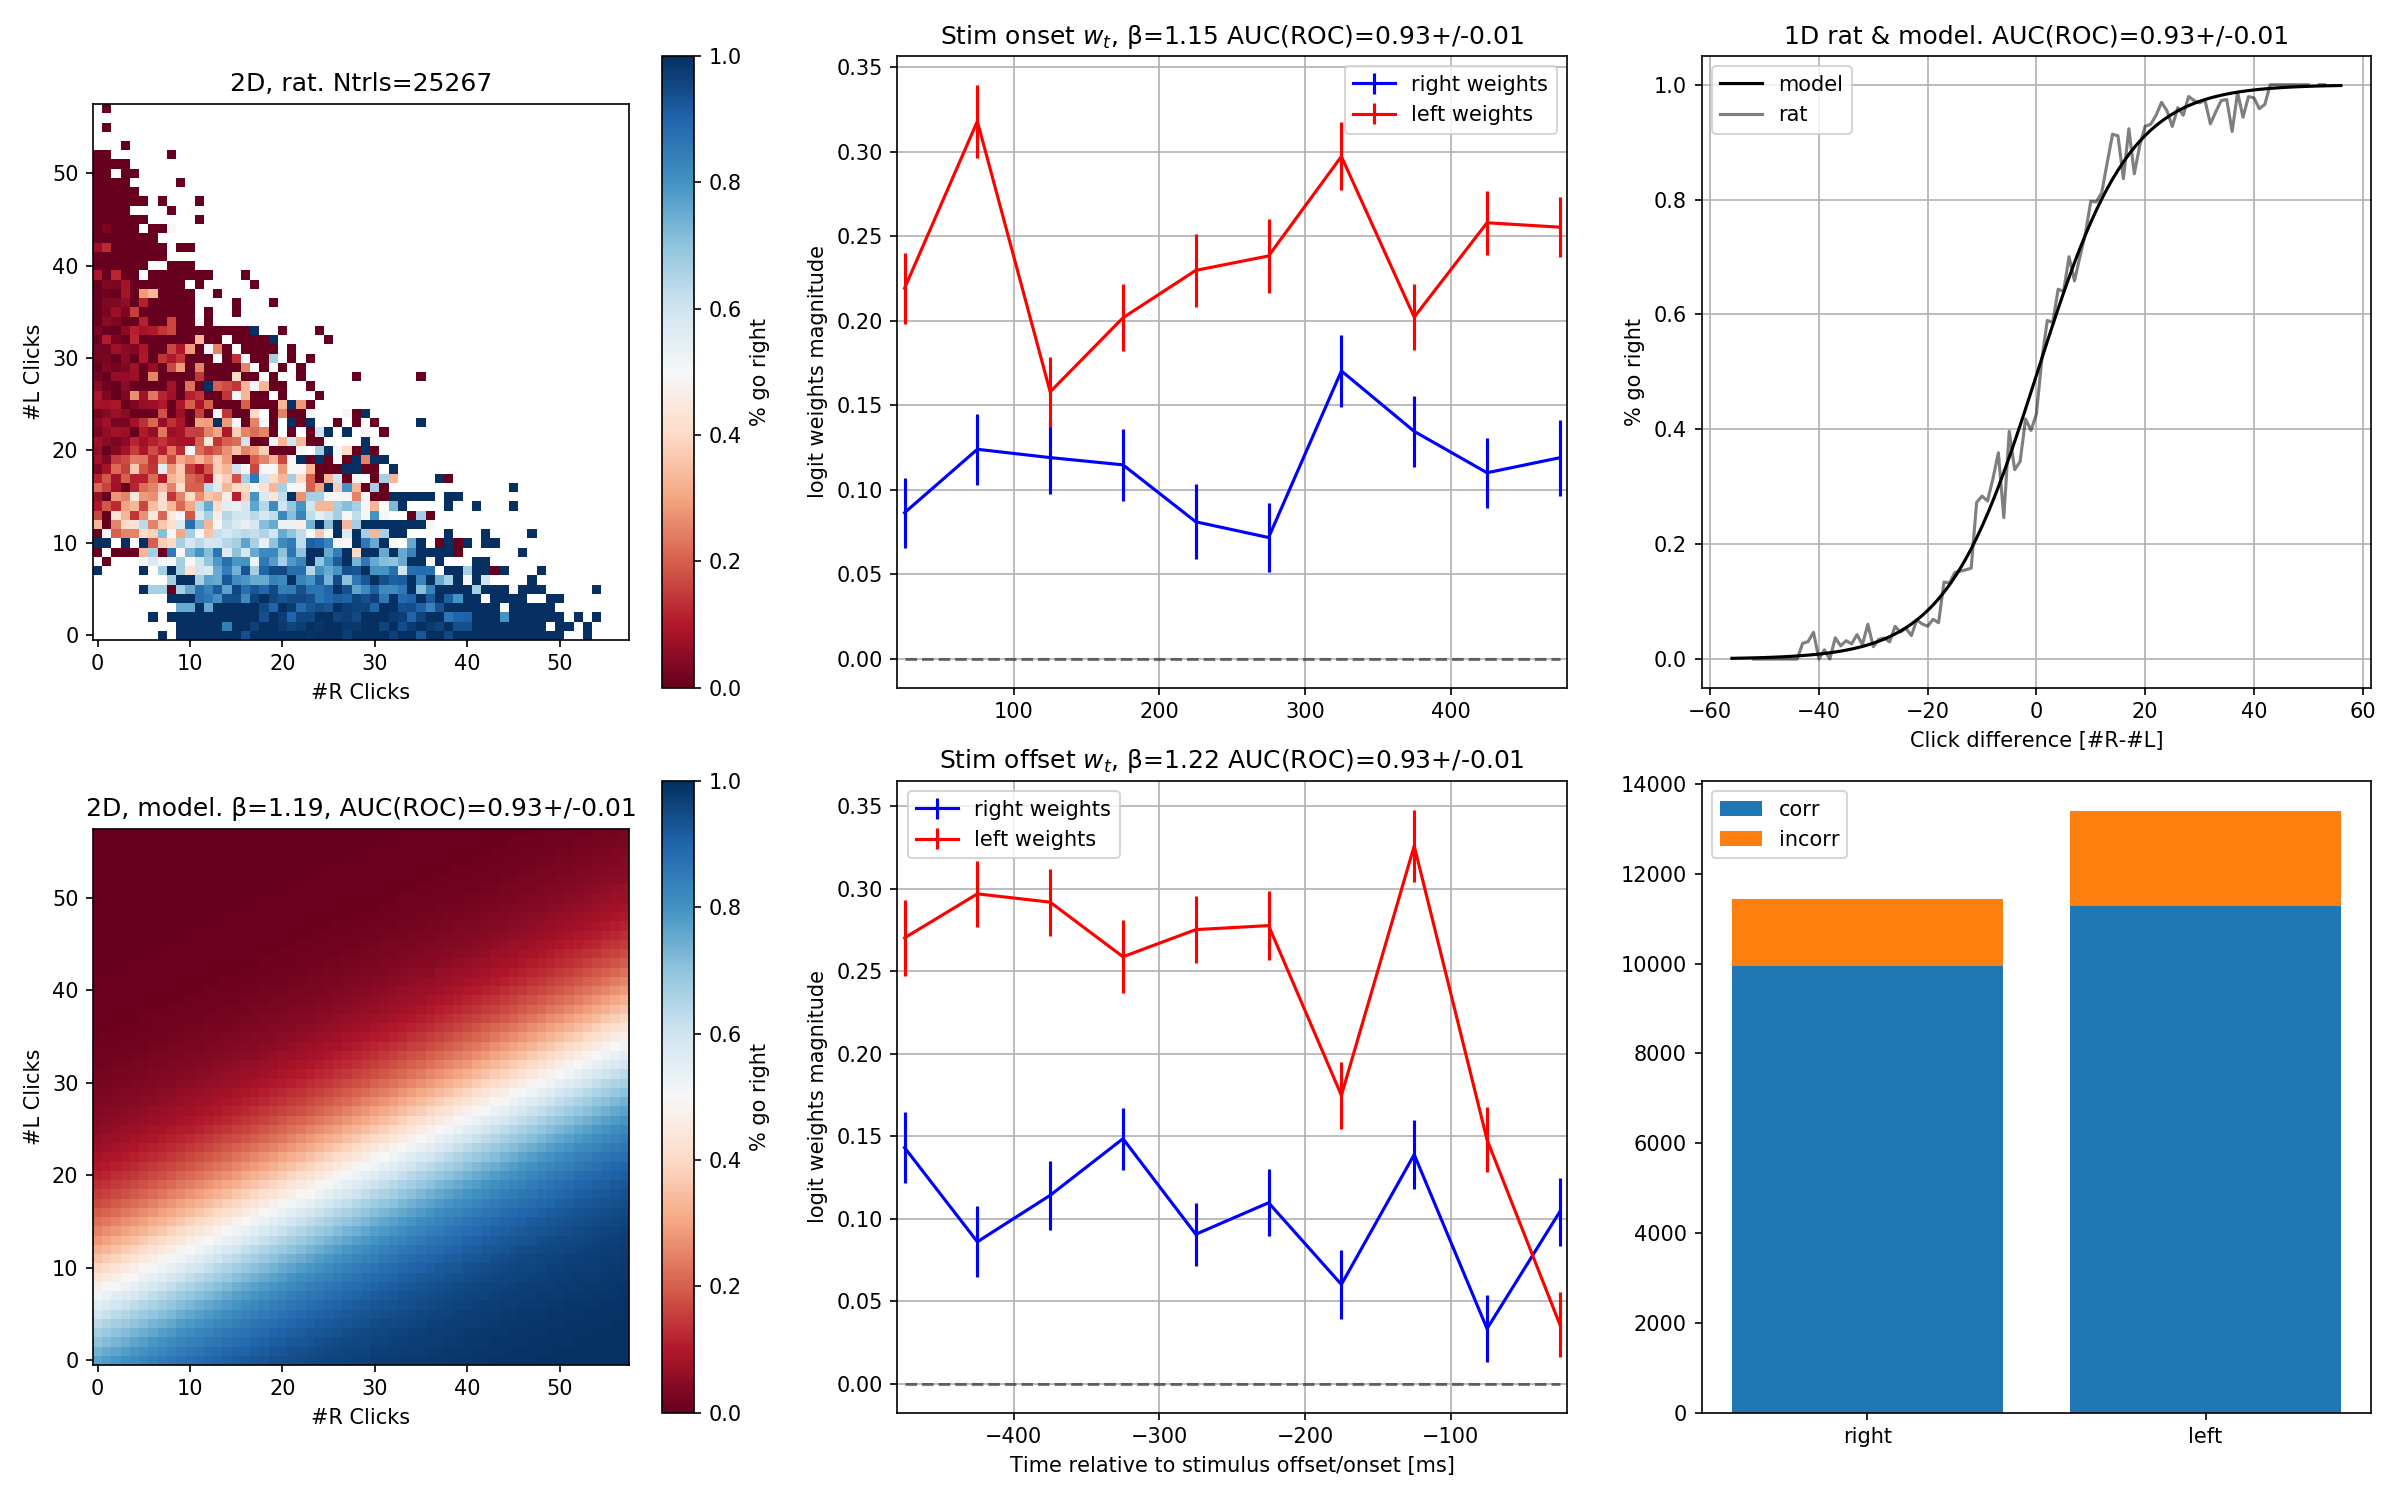 2D, rat. Ntrls=25267
50
40
30
20
10
0
#L Clicks
0 10 20 30 40 50
#R Clicks
1.0
0.8
0.6
0.4
0.2
0.0
% go right
Stim onset wt, β=1.15 AUC(ROC)=0.93+/-0.01
right weights
left weights
0.35
0.30
0.25
0.20
0.15
0.10
0.05
0.00
logit weights magnitude
100 200 300 400
1D rat & model. AUC(ROC)=0.93+/-0.01
model
rat
1.0
0.8
0.6
0.4
0.2
0.0
% go right
−60 −40 −20 0 20 40 60
Click difference [#R-#L]
2D, model. β=1.19, AUC(ROC)=0.93+/-0.01
50
40
30
20
10
0
#L Clicks
0 10 20 30 40 50
#R Clicks
1.0
0.8
0.6
0.4
0.2
0.0
% go right
Stim offset wt, β=1.22 AUC(ROC)=0.93+/-0.01
right weights
left weights
0.35
0.30
0.25
0.20
0.15
0.10
0.05
0.00
logit weights magnitude
−400 −300 −200 −100
Time relative to stimulus offset/onset [ms]
corr
incorr
14000
12000
10000
8000
6000
4000
2000
0
right left